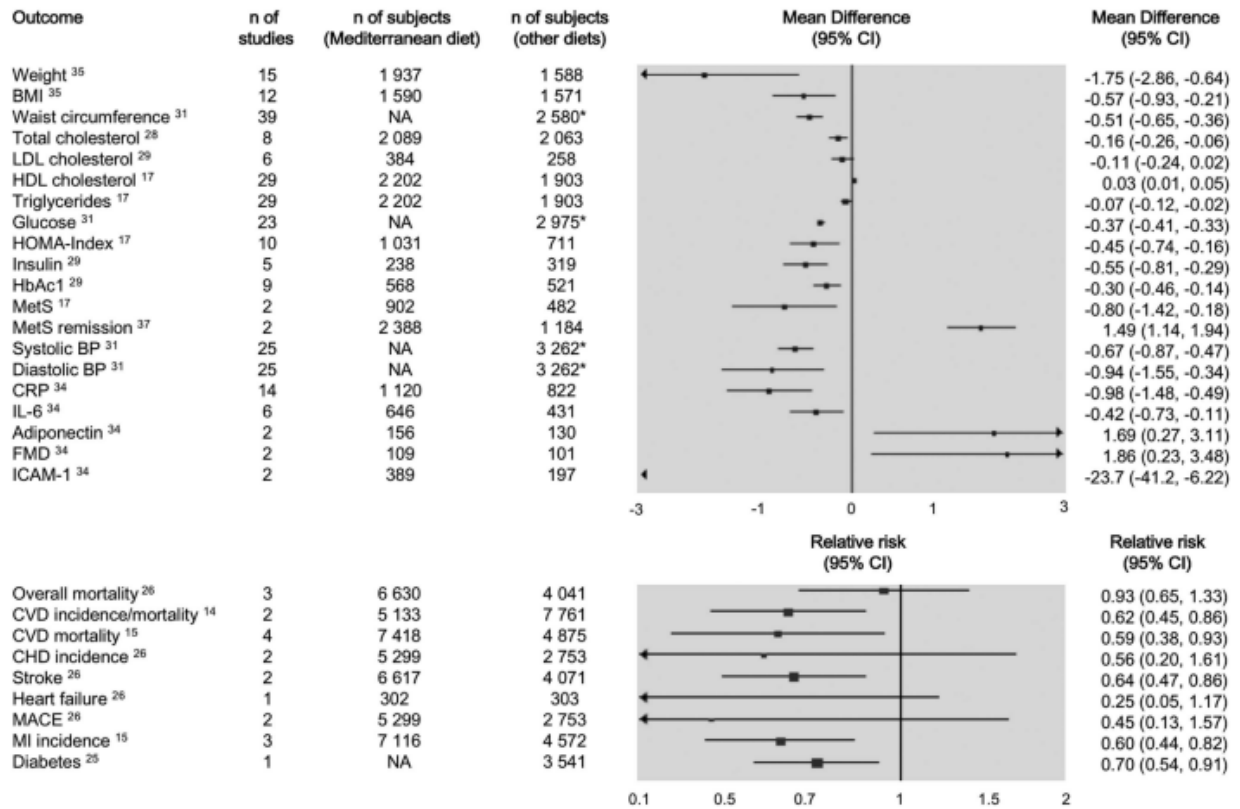 Outcome n of studies n of subjects (Mediterranean diet) n of subjects (other diets) Mean Difference (95% CI) Mean Difference (95% CI)
Weight 35 15 1 937 1 588 -1.75 (-2.86, -0.64)
BMI 35 12 1 590 1 571 -0.57 (-0.93, -0.21)
Waist circumference 31 39 NA 2 580* -0.51 (-0.65, -0.36)
Total cholesterol 28 8 2 089 2 063 -0.16 (-0.26, -0.06)
LDL cholesterol 29 6 384 258 -0.11 (-0.24, 0.02)
HDL cholesterol 17 29 2 202 1 903 0.03 (0.01, 0.05)
Triglycerides 17 29 2 202 1 903 -0.07 (-0.12, -0.02)
Glucose 31 23 NA 2 975* -0.37 (-0.41, -0.33)
HOMA-Index 17 10 1 031 711 -0.45 (-0.74, -0.16)
Insulin 29 5 238 319 -0.55 (-0.81, -0.29)
HbAc1 29 9 568 521 -0.30 (-0.46, -0.14)
MetS 17 2 902 482 -0.80 (-1.42, -0.18)
MetS remission 37 2 2 388 1 184 1.49 (1.14, 1.94)
Systolic BP 31 25 NA 3 262* -0.67 (-0.87, -0.47)
Diastolic BP 31 25 NA 3 262* -0.94 (-1.55, -0.34)
CRP 34 14 1 120 822 -0.98 (-1.48, -0.49)
IL-6 34 6 646 431 -0.42 (-0.73, -0.11)
Adiponectin 34 2 156 130 1.69 (0.27, 3.11)
FMD 34 2 109 101 1.86 (0.23, 3.48)
ICAM-1 34 2 389 197 -23.7 (-41.2, -6.22)
-3 -1 0 1 3
Relative risk (95% CI) Relative risk (95% CI)
Overall mortality 26 3 6 630 4 041 0.93 (0.65, 1.33)
CVD incidence/mortality 14 2 5 133 7 761 0.62 (0.45, 0.86)
CVD mortality 15 4 7 418 4 875 0.59 (0.38, 0.93)
CHD incidence 26 2 5 299 2 753 0.56 (0.20, 1.61)
Stroke 26 2 6 617 4 071 0.64 (0.47, 0.86)
Heart failure 26 1 302 303 0.25 (0.05, 1.17)
MACE 26 2 5 299 2 753 0.45 (0.13, 1.57)
MI incidence 15 3 7 116 4 572 0.60 (0.44, 0.82)
Diabetes 25 1 NA 3 541 0.70 (0.54, 0.91)
0.1 0.5 0.7 1 1.5 2